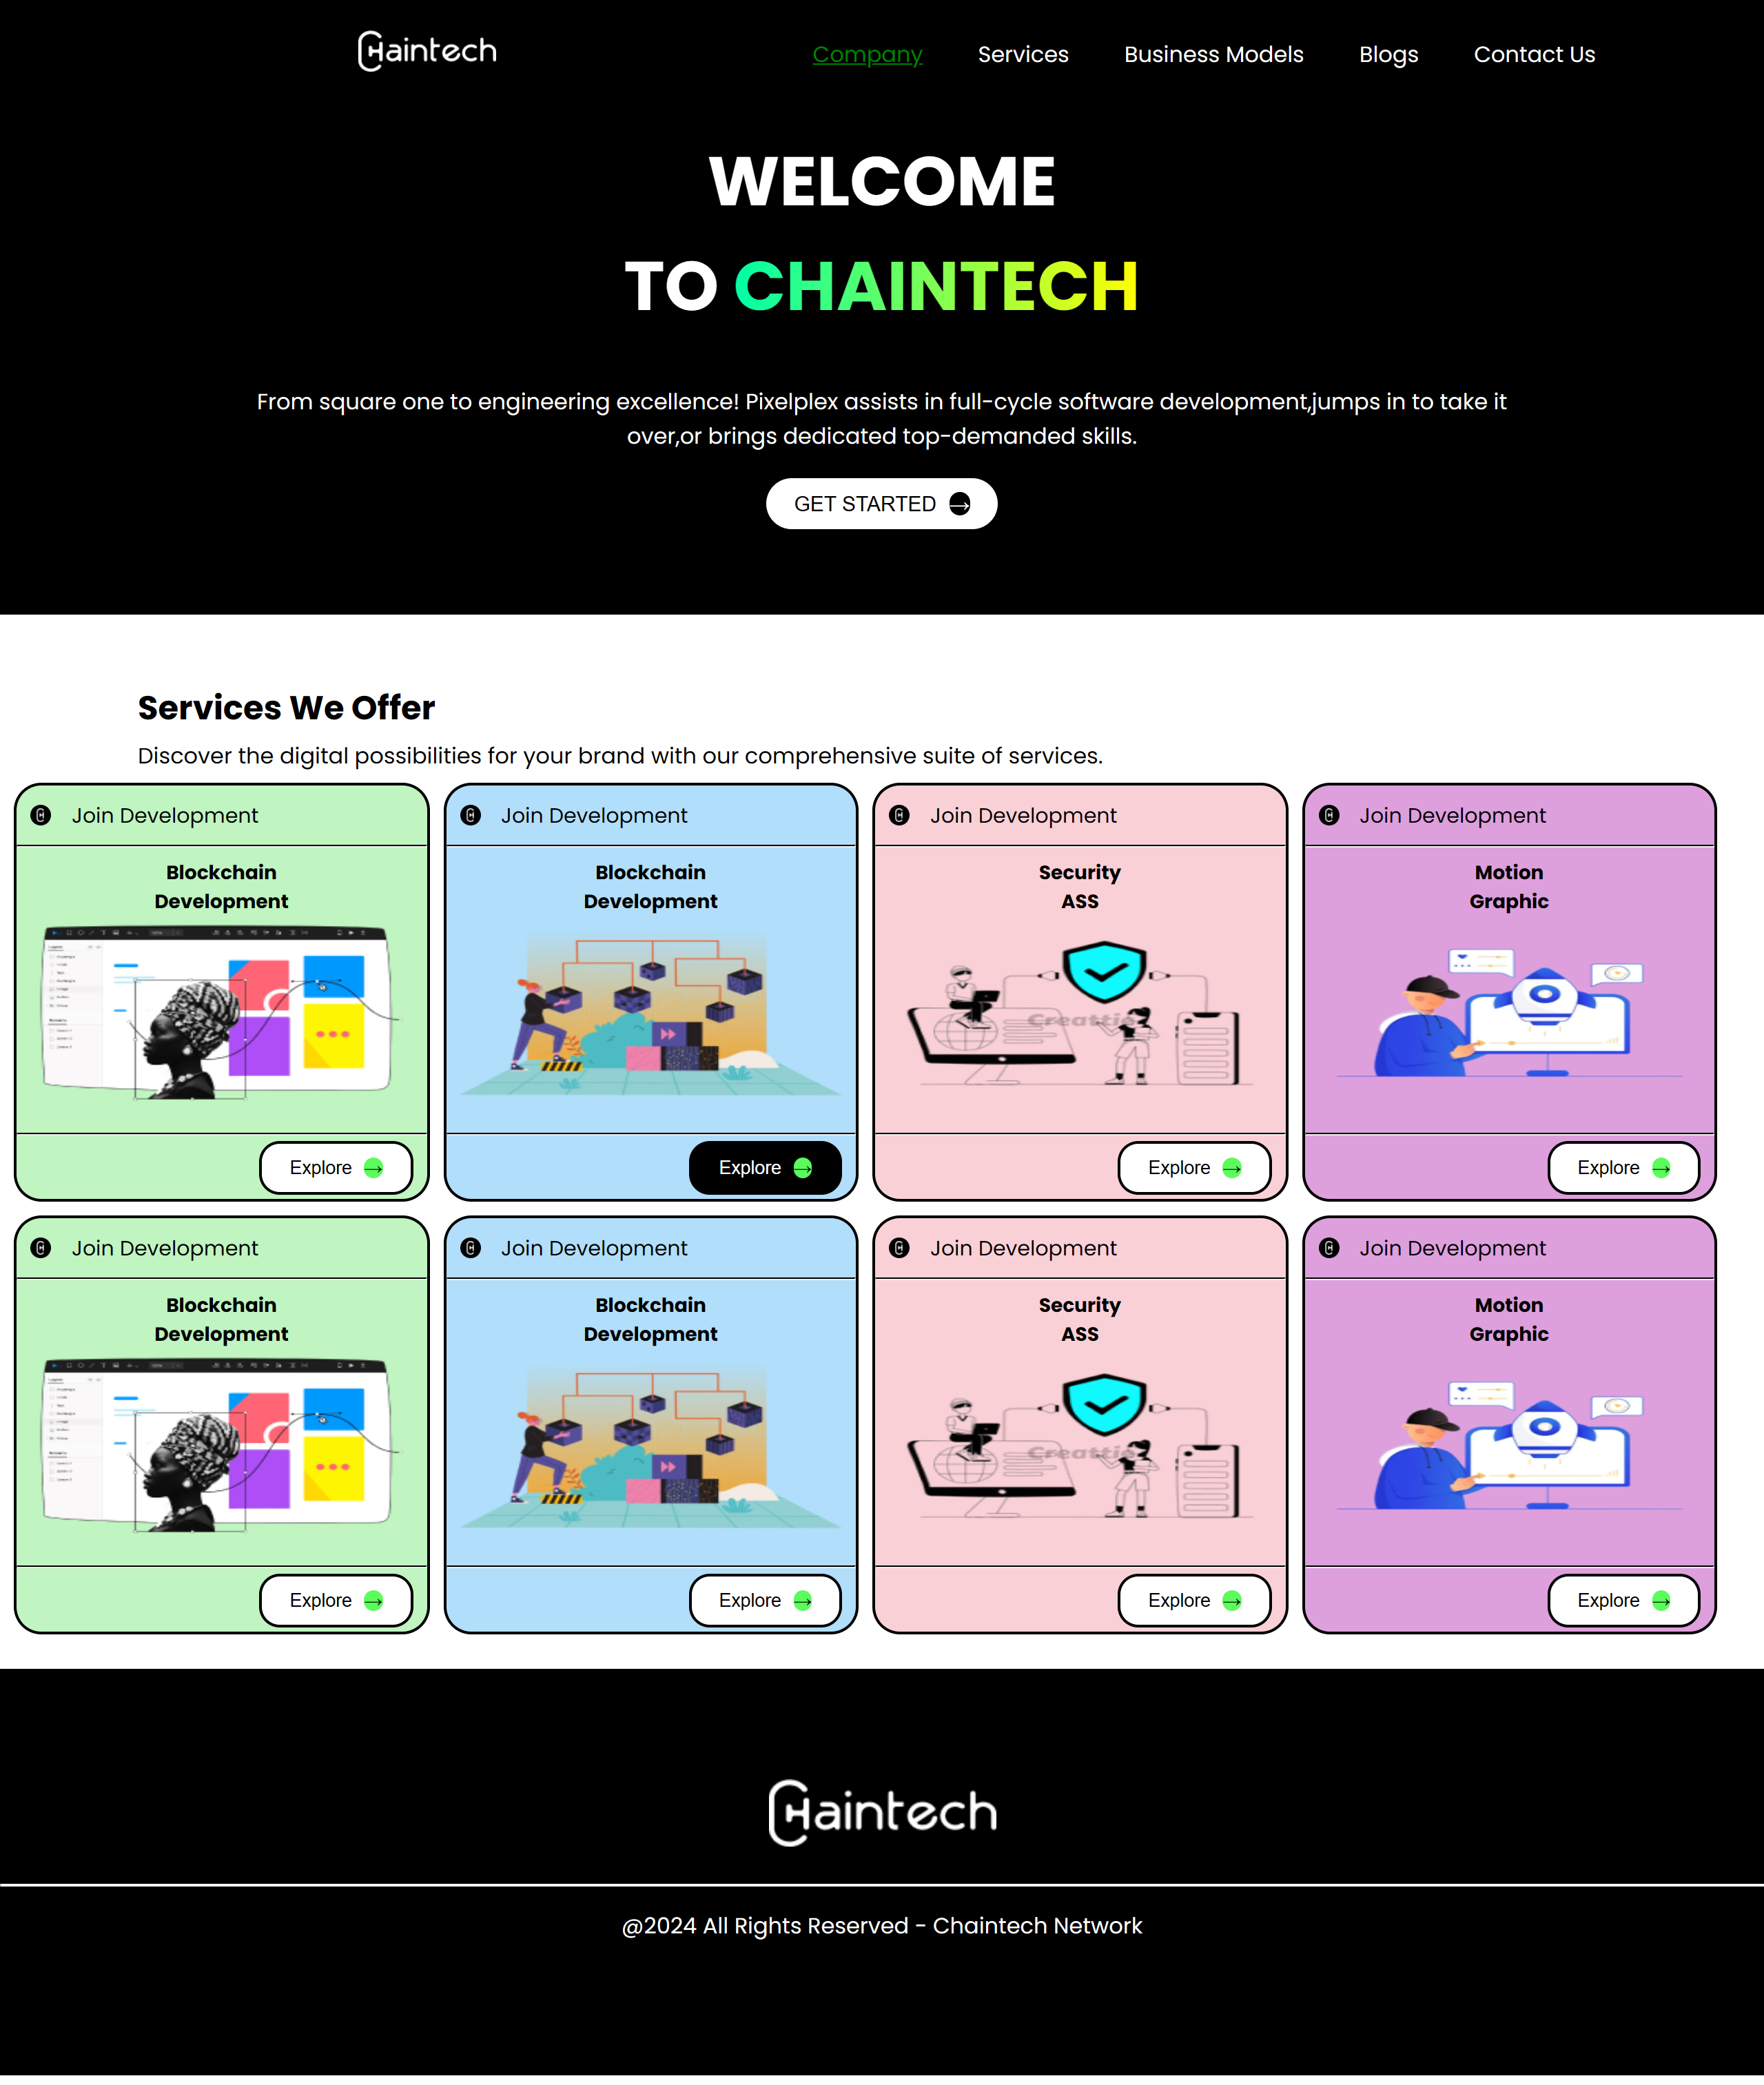 Chaintech
Company Services Business Models Blogs Contact Us
WELCOME
TO CHAINTECH
From square one to engineering excellence! Pixelplex assists in full-cycle software development,jumps in to take it
over,or brings dedicated top-demanded skills.
GET STARTED →
Services We Offer
Discover the digital possibilities for your brand with our comprehensive suite of services.
Join Development
Blockchain
Development
Explore →
Join Development
Blockchain
Development
Explore →
Join Development
Security
ASS
Creattie
Explore →
Join Development
Motion
Graphic
Explore →
Join Development
Blockchain
Development
Explore →
Join Development
Blockchain
Development
Explore →
Join Development
Security
ASS
Creattie
Explore →
Join Development
Motion
Graphic
Explore →
Chaintech
@2024 All Rights Reserved - Chaintech Network